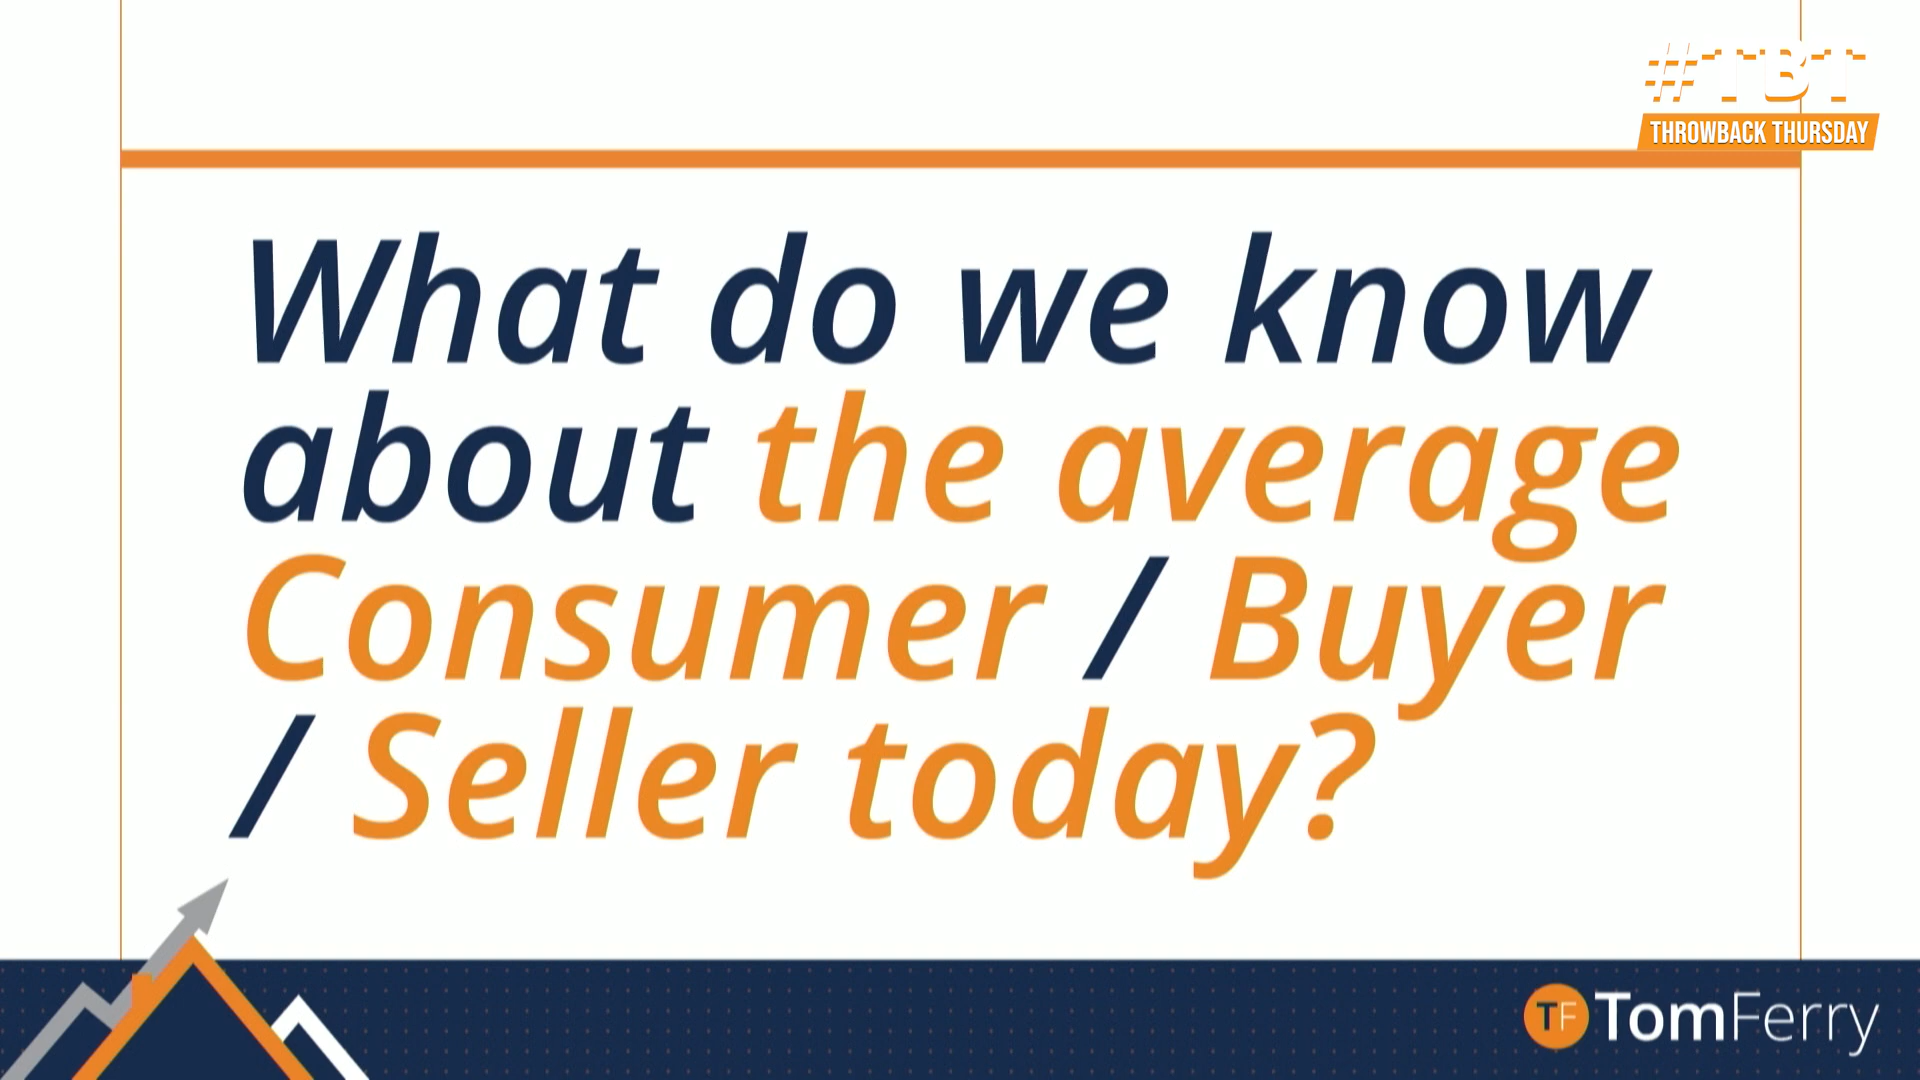 #TBT
THROWBACK THURSDAY
What do we know
about the average
Consumer / Buyer
/ Seller today?
TF TomFerry